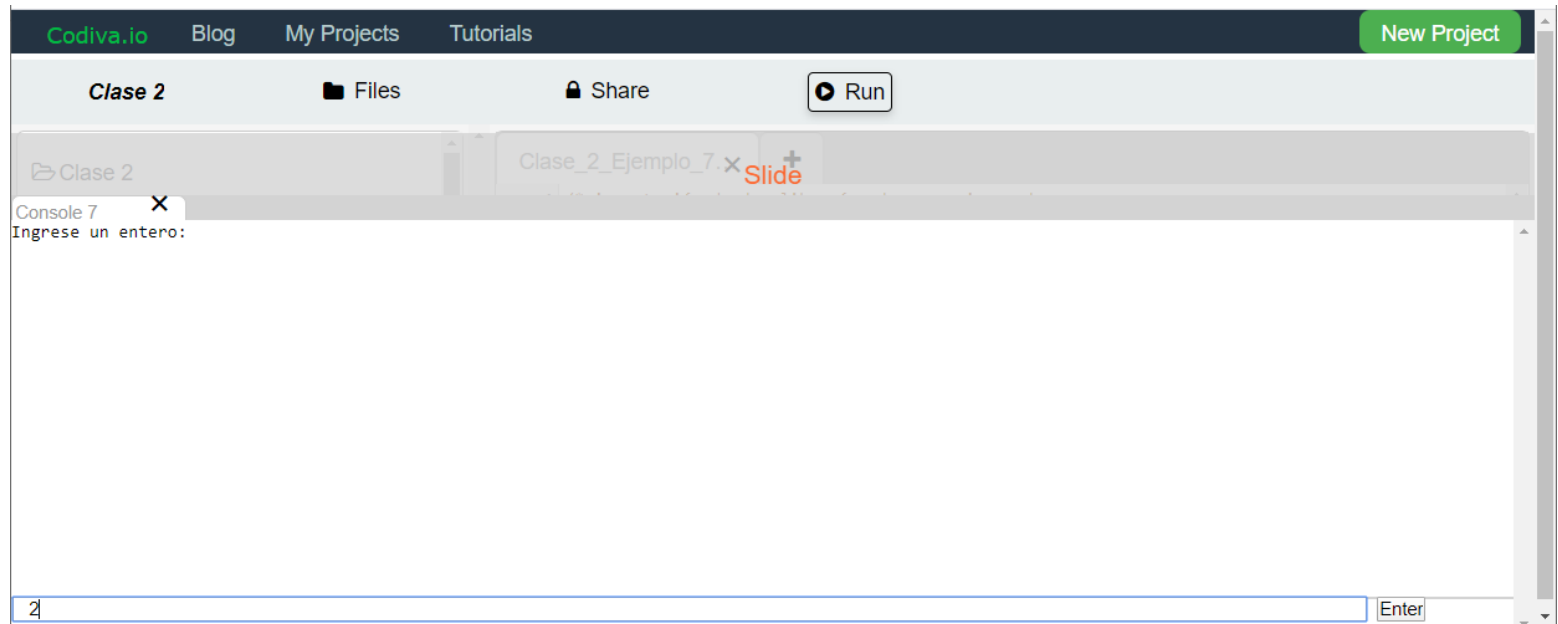 Codiva.io Blog My Projects Tutorials New Project
Clase 2 Files Share Run
Clase 2 Clase_2_Ejemplo_7. Slide
Console 7
Ingrese un entero:
2 Enter